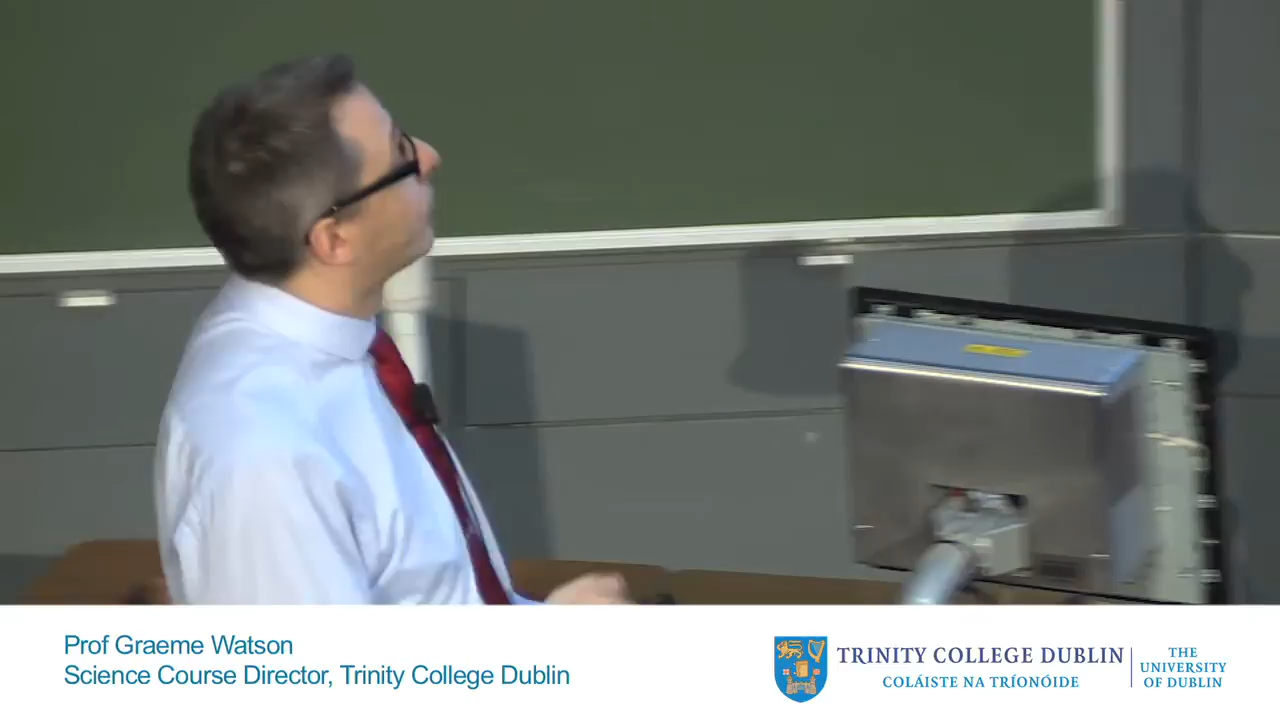 Prof Graeme Watson
Science Course Director, Trinity College Dublin
TRINITY COLLEGE DUBLIN
COLÁISTE NA TRÍONÓIDE
THE
UNIVERSITY
OF DUBLIN